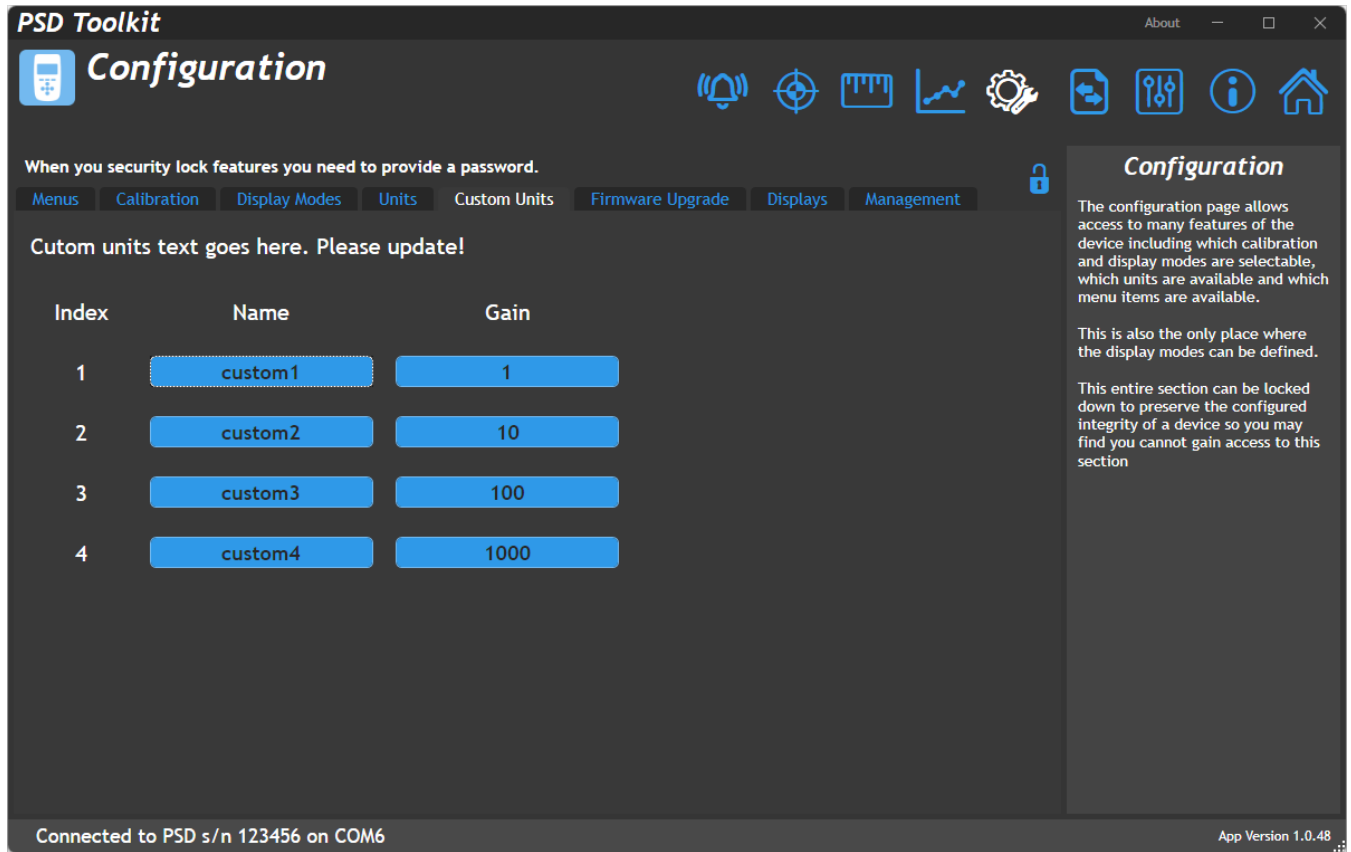 PSD Toolkit
About
Configuration
When you security lock features you need to provide a password.
Menus Calibration Display Modes Units Custom Units Firmware Upgrade Displays Management
Cutom units text goes here. Please update!
Index Name Gain
1 custom1 1
2 custom2 10
3 custom3 100
4 custom4 1000
Configuration
The configuration page allows
access to many features of the
device including which calibration
and display modes are selectable,
which units are available and which
menu items are available.
This is also the only place where
the display modes can be defined.
This entire section can be locked
down to preserve the configured
integrity of a device so you may
find you cannot gain access to this
section
Connected to PSD s/n 123456 on COM6
App Version 1.0.48